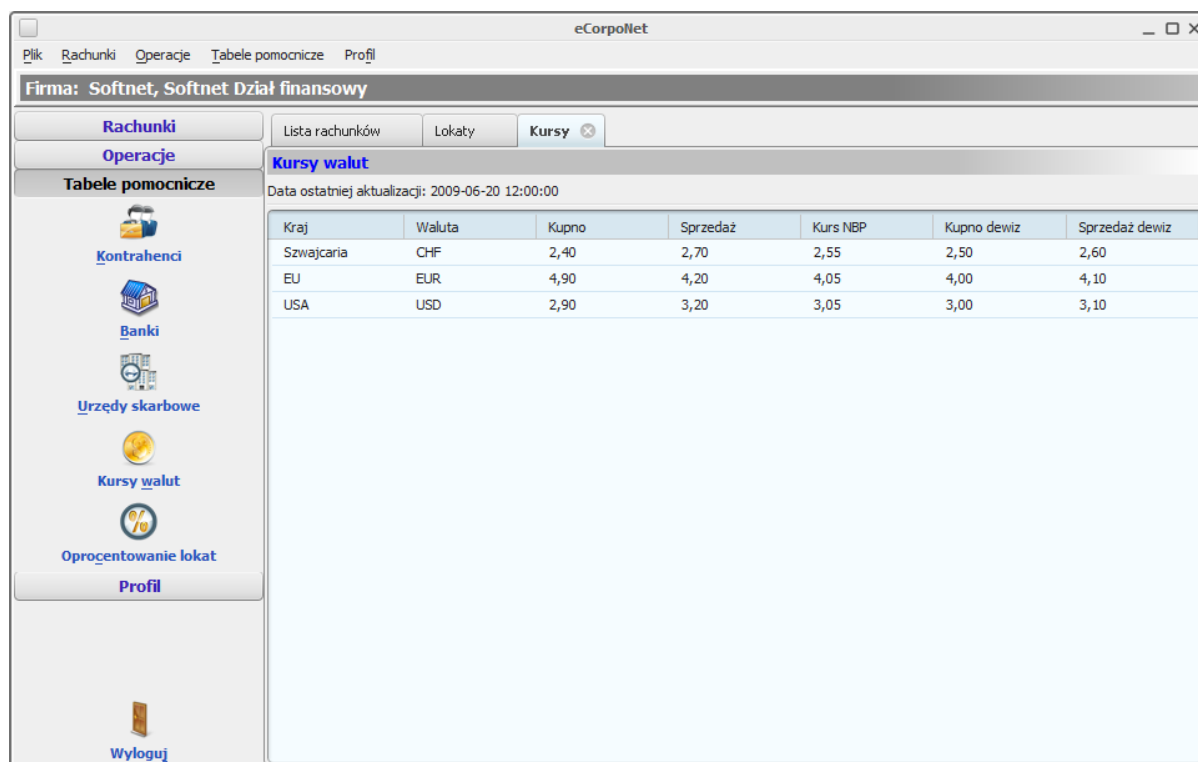 eCorpoNet
Plik Rachunki Operacje Tabele pomocnicze Profil
Firma: Softnet, Softnet Dział finansowy
Rachunki
Operacje
Tabele pomocnicze
Kontrahenci
Banki
Urzędy skarbowe
Kursy walut
Oprocentowanie lokat
Profil
Wyloguj
Lista rachunków Lokaty Kursy
Kursy walut
Data ostatniej aktualizacji: 2009-06-20 12:00:00
Kraj Waluta Kupno Sprzedaż Kurs NBP Kupno dewiz Sprzedaż dewiz
Szwajcaria CHF 2,40 2,70 2,55 2,50 2,60
EU EUR 4,90 4,20 4,05 4,00 4,10
USA USD 2,90 3,20 3,05 3,00 3,10